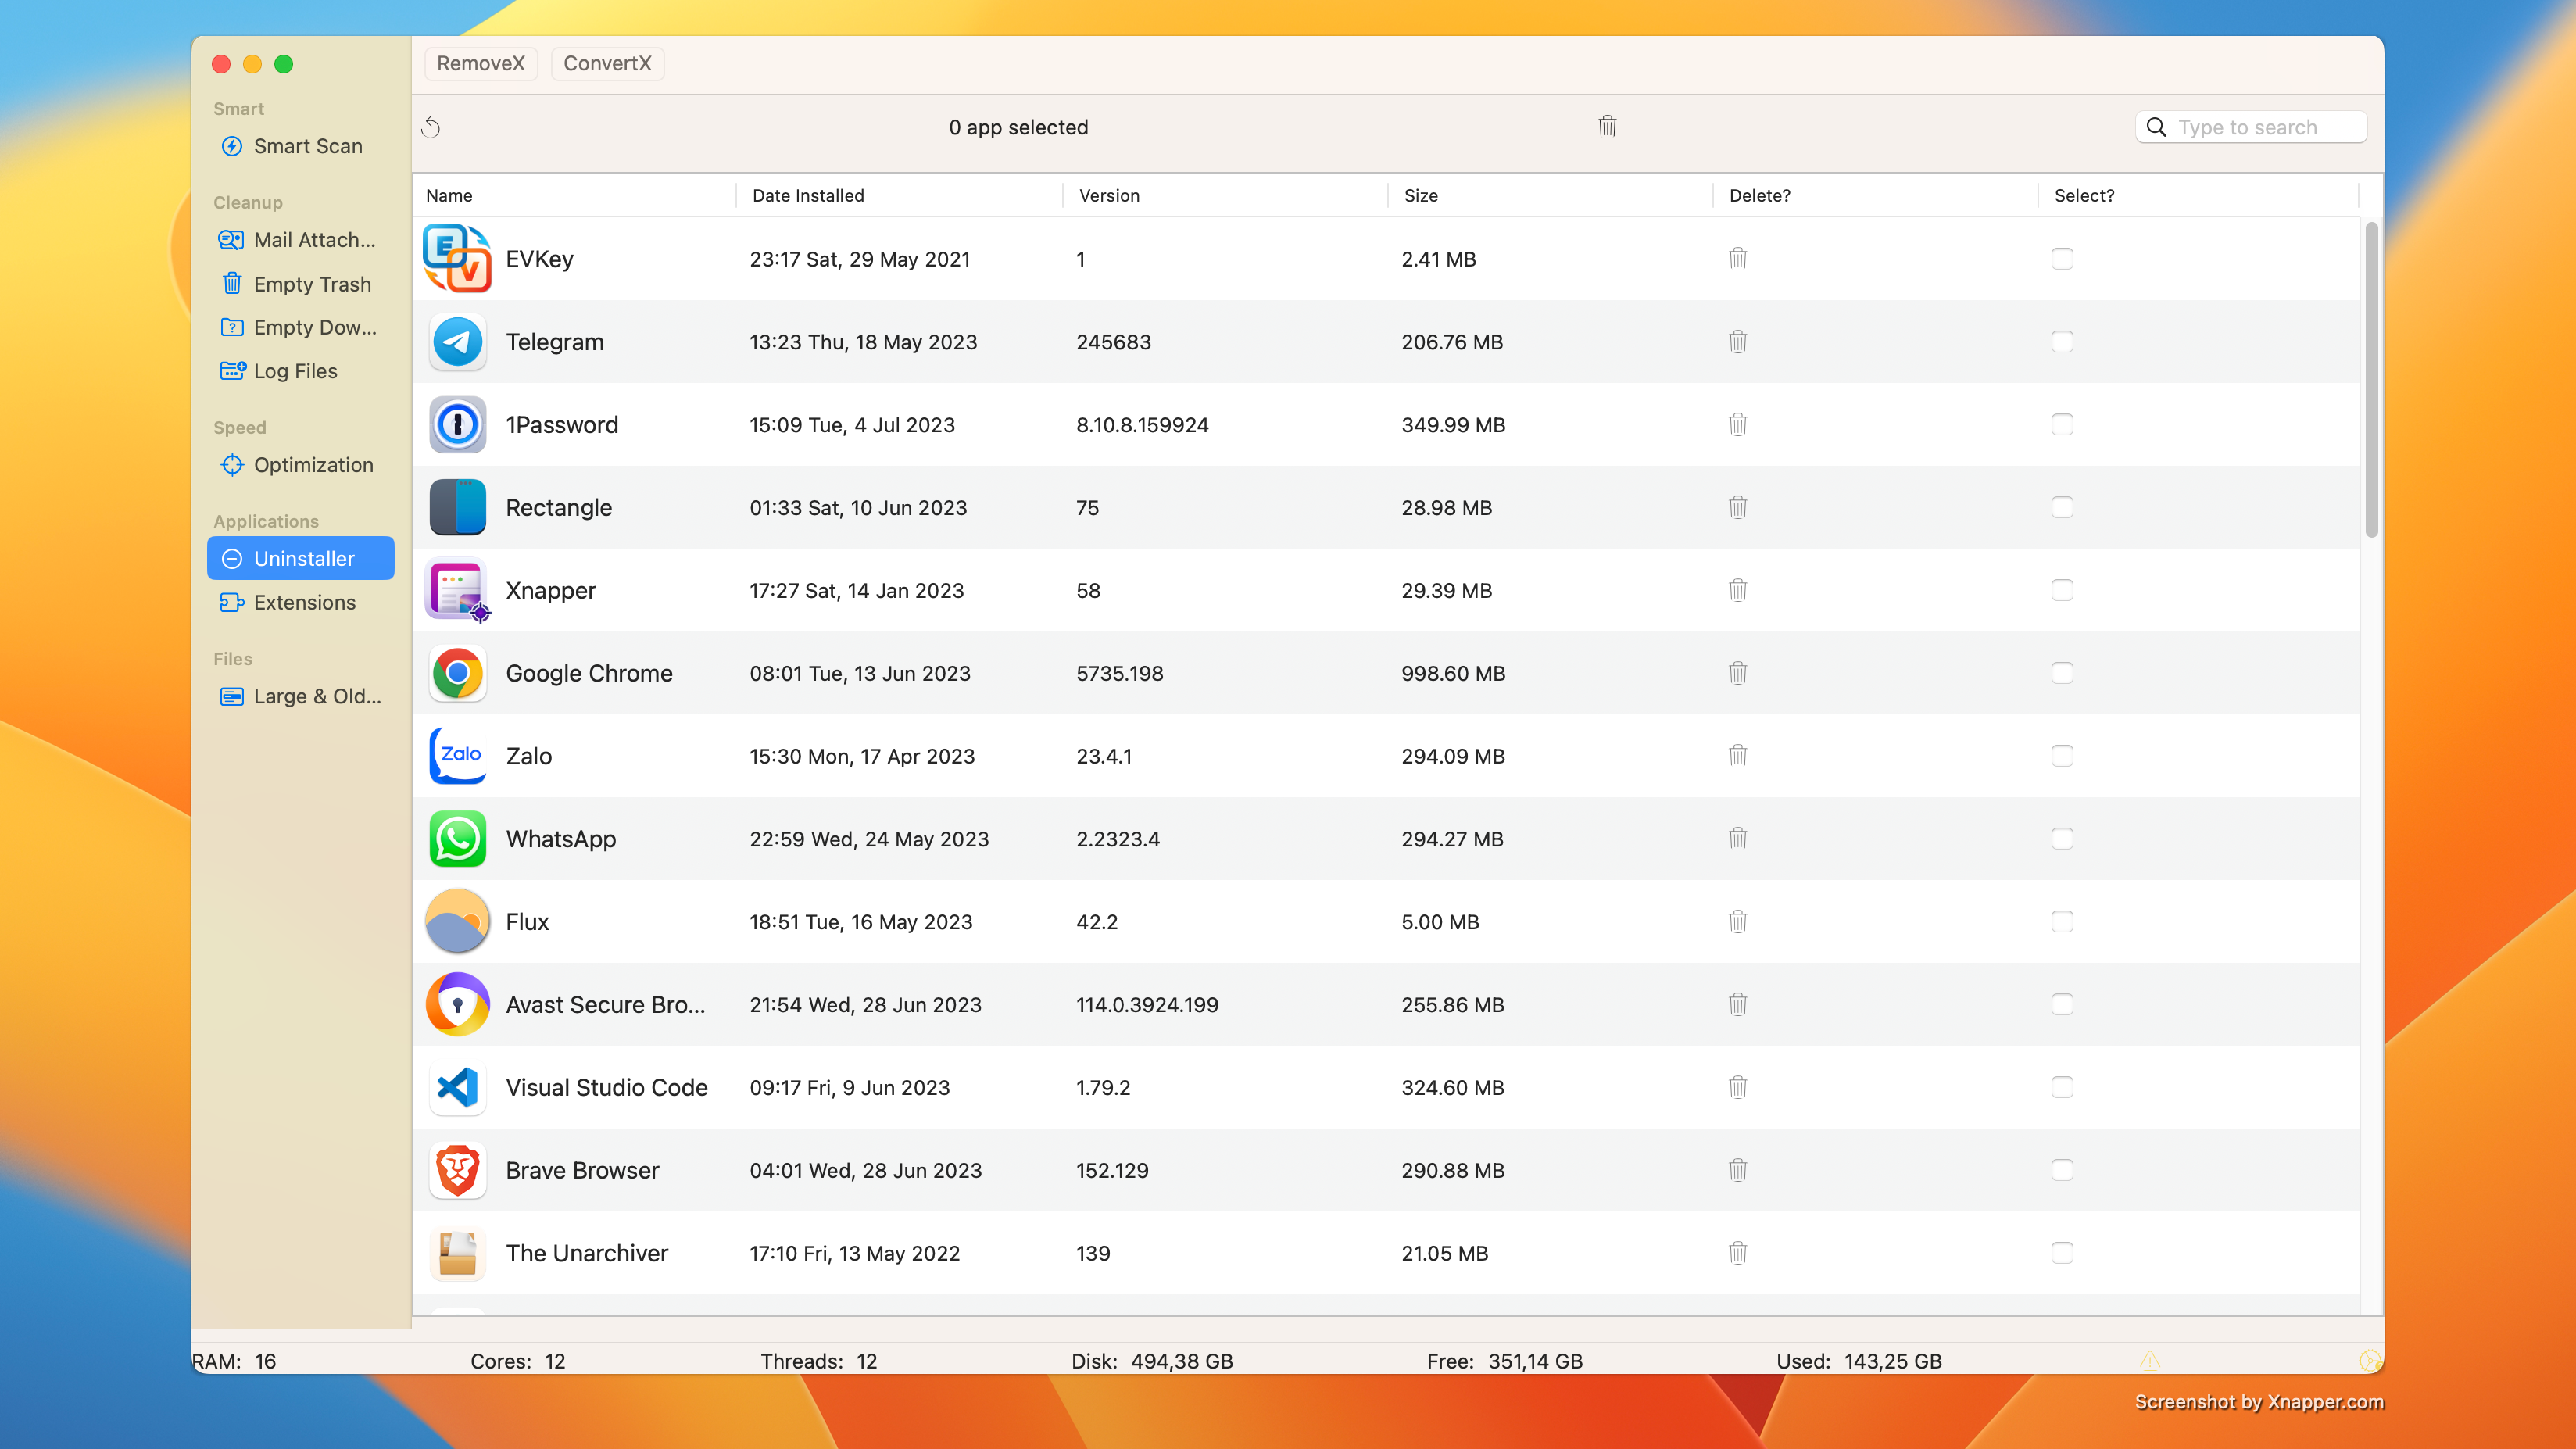 RemoveX ConvertX
Smart
Smart Scan
Cleanup
Mail Attach...
Empty Trash
Empty Dow...
Log Files
Speed
Optimization
Applications
Uninstaller
Extensions
Files
Large & Old...
0 app selected
Type to search
Name Date Installed Version Size Delete? Select?
EVKey 23:17 Sat, 29 May 2021 1 2.41 MB
Telegram 13:23 Thu, 18 May 2023 245683 206.76 MB
1Password 15:09 Tue, 4 Jul 2023 8.10.8.159924 349.99 MB
Rectangle 01:33 Sat, 10 Jun 2023 75 28.98 MB
Xnapper 17:27 Sat, 14 Jan 2023 58 29.39 MB
Google Chrome 08:01 Tue, 13 Jun 2023 5735.198 998.60 MB
Zalo Zalo 15:30 Mon, 17 Apr 2023 23.4.1 294.09 MB
WhatsApp 22:59 Wed, 24 May 2023 2.2323.4 294.27 MB
Flux 18:51 Tue, 16 May 2023 42.2 5.00 MB
Avast Secure Bro... 21:54 Wed, 28 Jun 2023 114.0.3924.199 255.86 MB
Visual Studio Code 09:17 Fri, 9 Jun 2023 1.79.2 324.60 MB
Brave Browser 04:01 Wed, 28 Jun 2023 152.129 290.88 MB
The Unarchiver 17:10 Fri, 13 May 2022 139 21.05 MB
RAM: 16 Cores: 12 Threads: 12 Disk: 494,38 GB Free: 351,14 GB Used: 143,25 GB
Screenshot by Xnapper.com